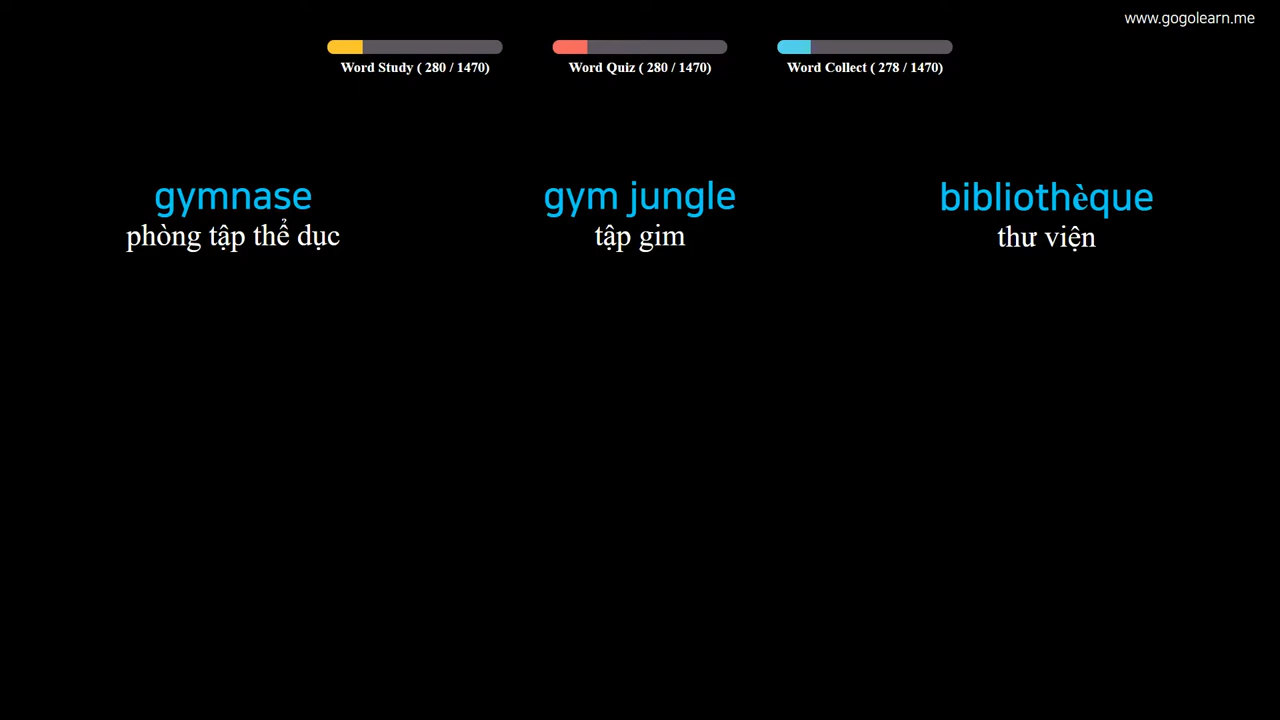 www.gogolearn.me
Word Study ( 280 / 1470)
Word Quiz ( 280 / 1470)
Word Collect ( 278 / 1470)
gymnase
phòng tập thể dục
gym jungle
tập gim
bibliothèque
thư viện